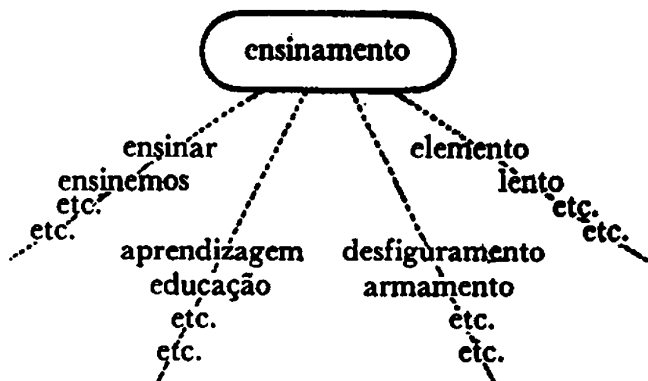 ensinamento
ensinar
ensinemos
etc.
etc.
aprendizagem
educação
etc.
etc.
desfiguramento
armamento
etc.
etc.
elemento
lento
etc.
etc.